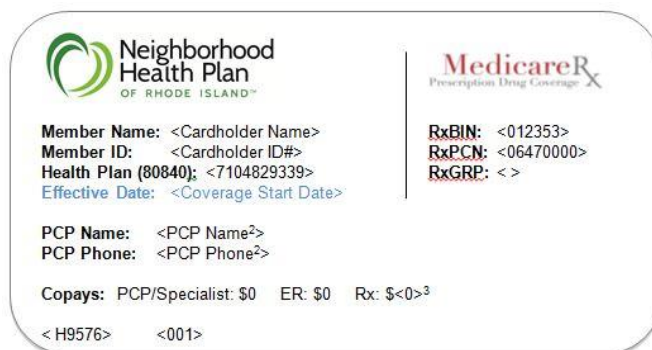 Neighborhood
Health Plan
OF RHODE ISLAND™
MedicareRx
Prescription Drug Coverage
Member Name: <Cardholder Name>
Member ID: <Cardholder ID#>
Health Plan (80840): <7104829339>
Effective Date: <Coverage Start Date>
RxBIN: <012353>
RxPCN: <06470000>
RxGRP: < >
PCP Name: <PCP Name²>
PCP Phone: <PCP Phone²>
Copays: PCP/Specialist: $0 ER: $0 Rx: $<0>³
< H9576> <001>